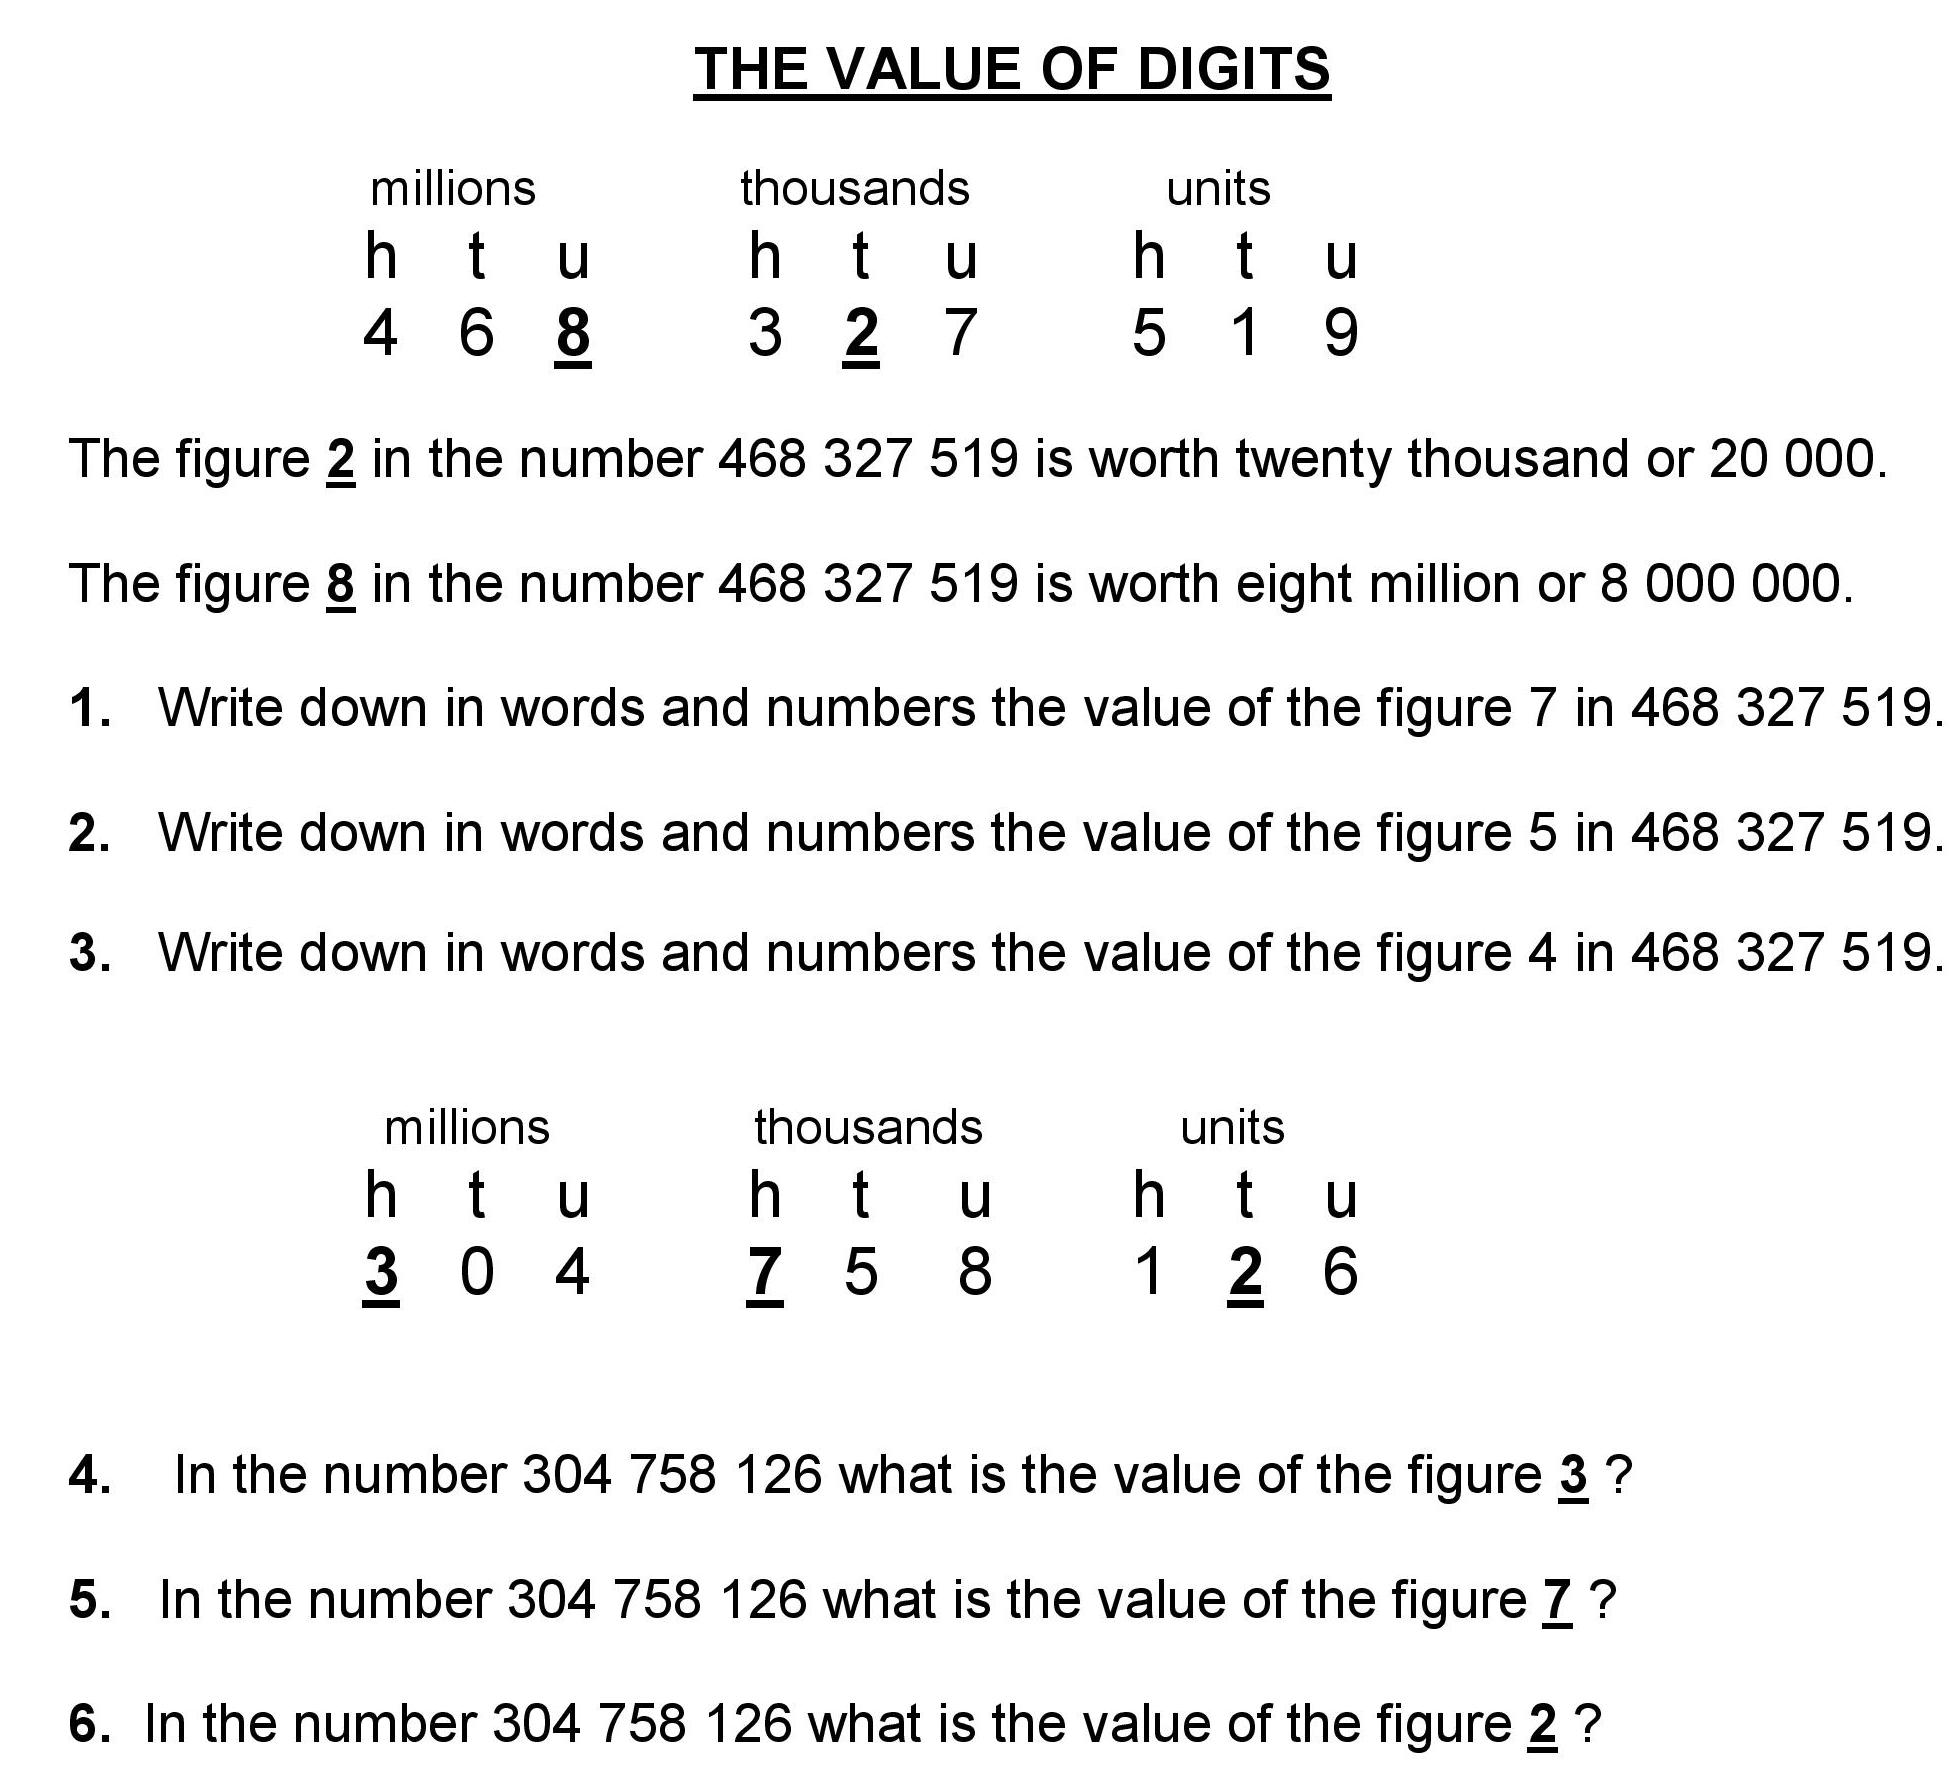 THE VALUE OF DIGITS
millions thousands units
h t u h t u h t u
4 6 8 3 2 7 5 1 9
The figure 2 in the number 468 327 519 is worth twenty thousand or 20 000.
The figure 8 in the number 468 327 519 is worth eight million or 8 000 000.
1. Write down in words and numbers the value of the figure 7 in 468 327 519.
2. Write down in words and numbers the value of the figure 5 in 468 327 519.
3. Write down in words and numbers the value of the figure 4 in 468 327 519.
millions thousands units
h t u h t u h t u
3 0 4 7 5 8 1 2 6
4. In the number 304 758 126 what is the value of the figure 3 ?
5. In the number 304 758 126 what is the value of the figure 7 ?
6. In the number 304 758 126 what is the value of the figure 2 ?